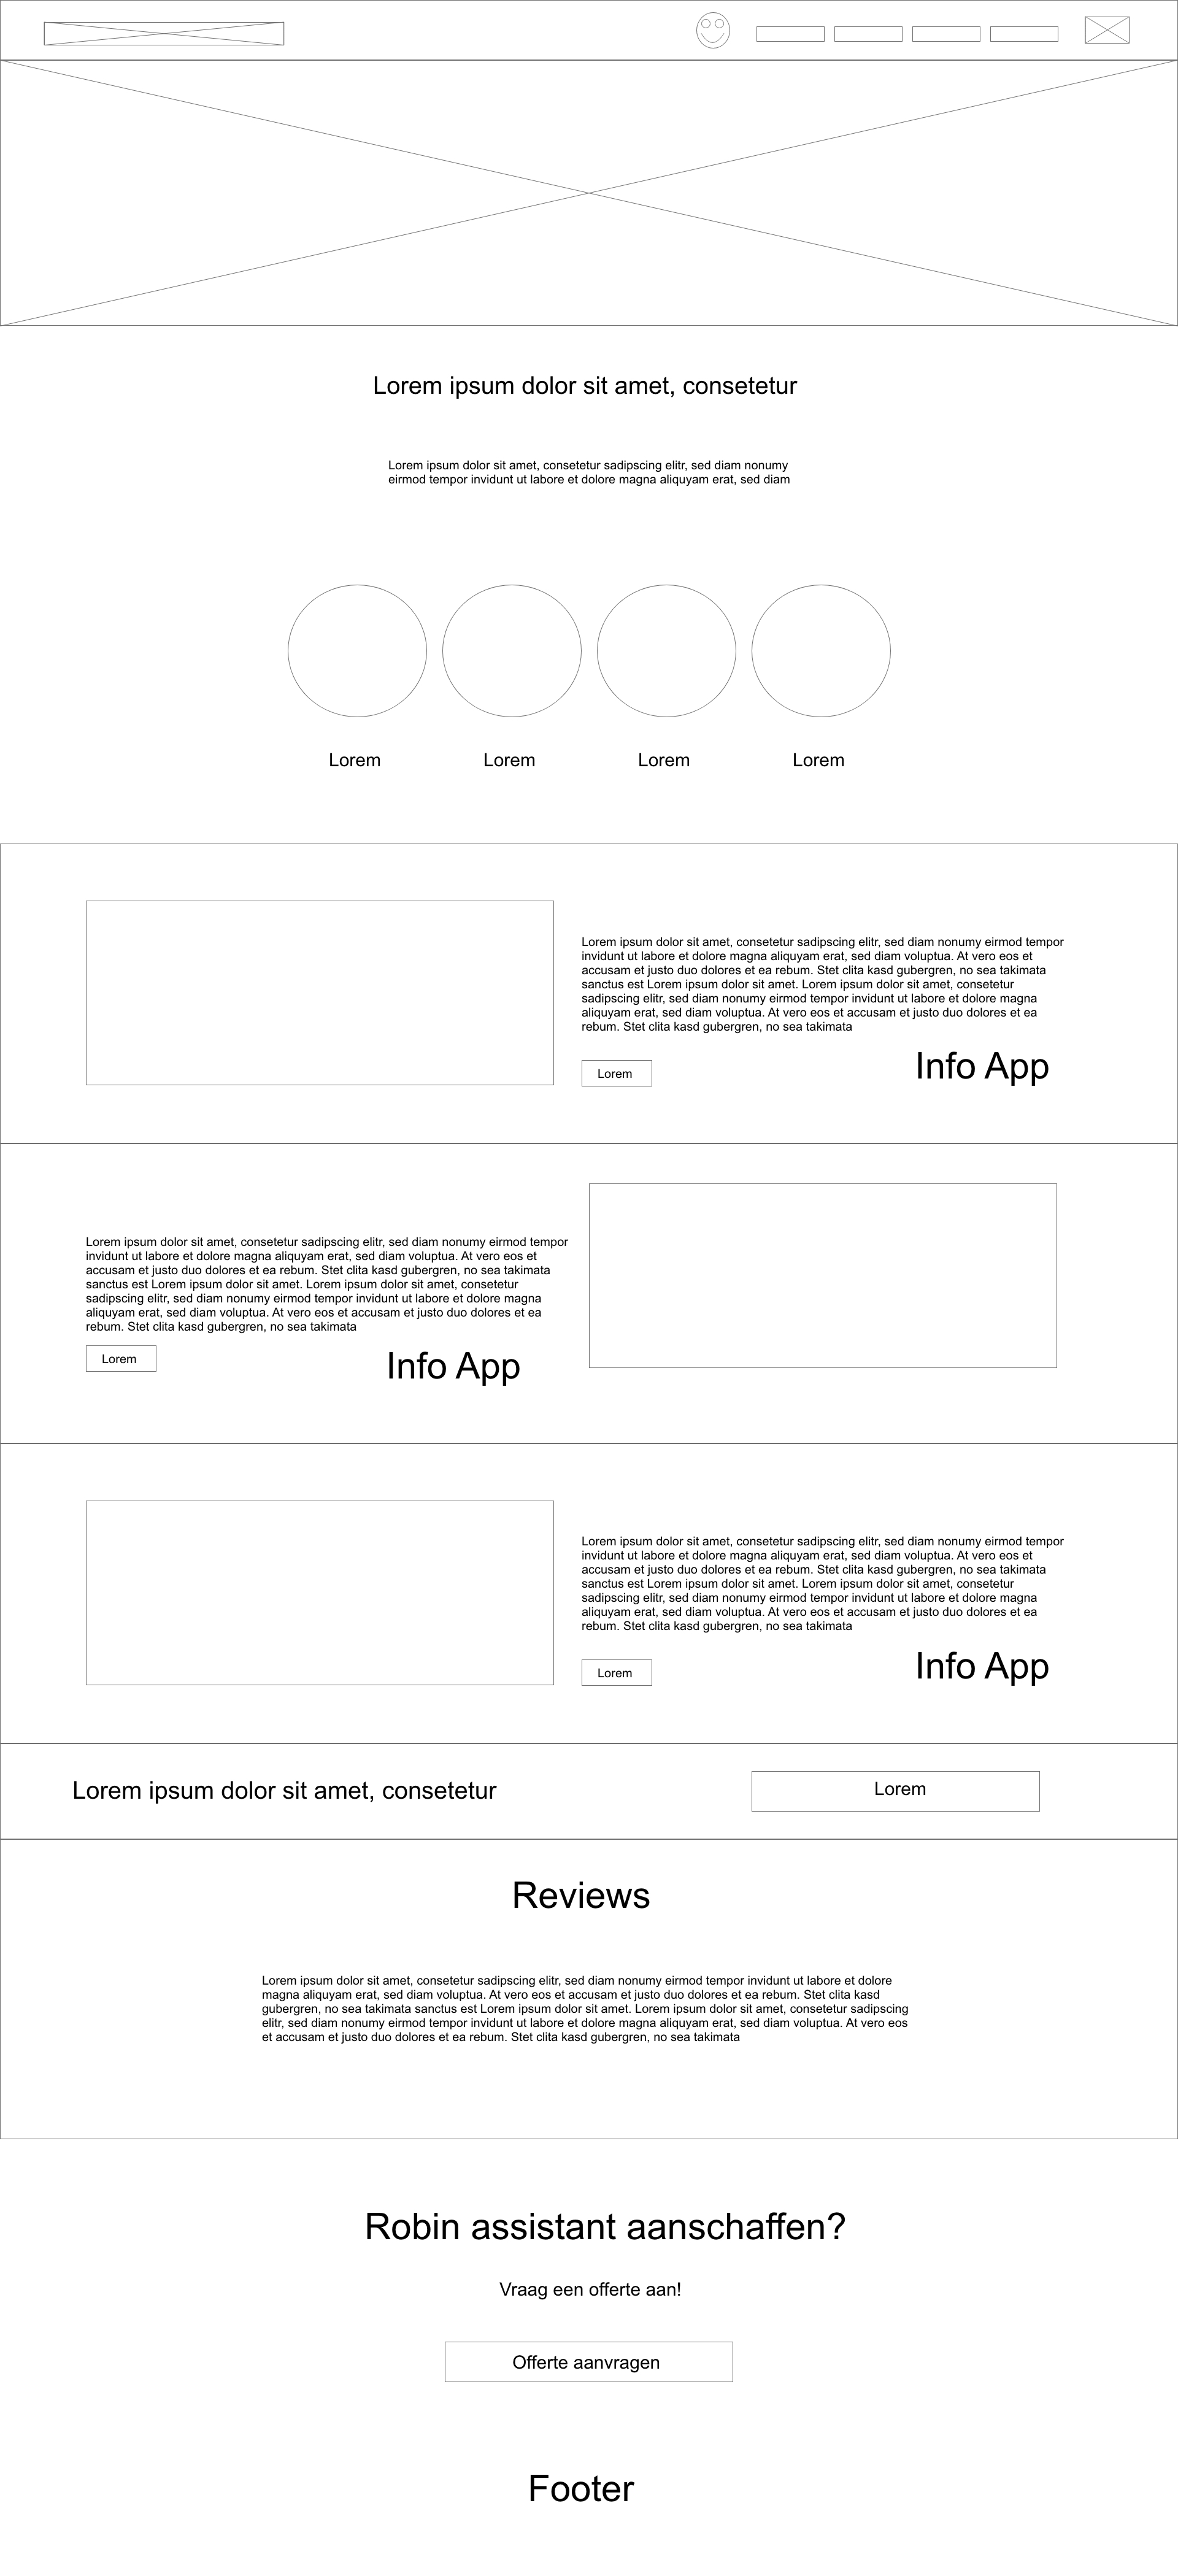 Lorem ipsum dolor sit amet, consetetur
Lorem ipsum dolor sit amet, consetetur sadipscing elitr, sed diam nonumy
eirmod tempor invidunt ut labore et dolore magna aliquyam erat, sed diam
Lorem Lorem Lorem Lorem
Lorem ipsum dolor sit amet, consetetur sadipscing elitr, sed diam nonumy eirmod tempor
invidunt ut labore et dolore magna aliquyam erat, sed diam voluptua. At vero eos et
accusam et justo duo dolores et ea rebum. Stet clita kasd gubergren, no sea takimata
sanctus est Lorem ipsum dolor sit amet. Lorem ipsum dolor sit amet, consetetur
sadipscing elitr, sed diam nonumy eirmod tempor invidunt ut labore et dolore magna
aliquyam erat, sed diam voluptua. At vero eos et accusam et justo duo dolores et ea
rebum. Stet clita kasd gubergren, no sea takimata
Lorem
Info App
Lorem ipsum dolor sit amet, consetetur sadipscing elitr, sed diam nonumy eirmod tempor
invidunt ut labore et dolore magna aliquyam erat, sed diam voluptua. At vero eos et
accusam et justo duo dolores et ea rebum. Stet clita kasd gubergren, no sea takimata
sanctus est Lorem ipsum dolor sit amet. Lorem ipsum dolor sit amet, consetetur
sadipscing elitr, sed diam nonumy eirmod tempor invidunt ut labore et dolore magna
aliquyam erat, sed diam voluptua. At vero eos et accusam et justo duo dolores et ea
rebum. Stet clita kasd gubergren, no sea takimata
Lorem
Info App
Lorem ipsum dolor sit amet, consetetur sadipscing elitr, sed diam nonumy eirmod tempor
invidunt ut labore et dolore magna aliquyam erat, sed diam voluptua. At vero eos et
accusam et justo duo dolores et ea rebum. Stet clita kasd gubergren, no sea takimata
sanctus est Lorem ipsum dolor sit amet. Lorem ipsum dolor sit amet, consetetur
sadipscing elitr, sed diam nonumy eirmod tempor invidunt ut labore et dolore magna
aliquyam erat, sed diam voluptua. At vero eos et accusam et justo duo dolores et ea
rebum. Stet clita kasd gubergren, no sea takimata
Lorem
Info App
Lorem ipsum dolor sit amet, consetetur
Lorem
Reviews
Lorem ipsum dolor sit amet, consetetur sadipscing elitr, sed diam nonumy eirmod tempor invidunt ut labore et dolore
magna aliquyam erat, sed diam voluptua. At vero eos et accusam et justo duo dolores et ea rebum. Stet clita kasd
gubergren, no sea takimata sanctus est Lorem ipsum dolor sit amet. Lorem ipsum dolor sit amet, consetetur sadipscing
elitr, sed diam nonumy eirmod tempor invidunt ut labore et dolore magna aliquyam erat, sed diam voluptua. At vero eos
et accusam et justo duo dolores et ea rebum. Stet clita kasd gubergren, no sea takimata
Robin assistant aanschaffen?
Vraag een offerte aan!
Offerte aanvragen
Footer